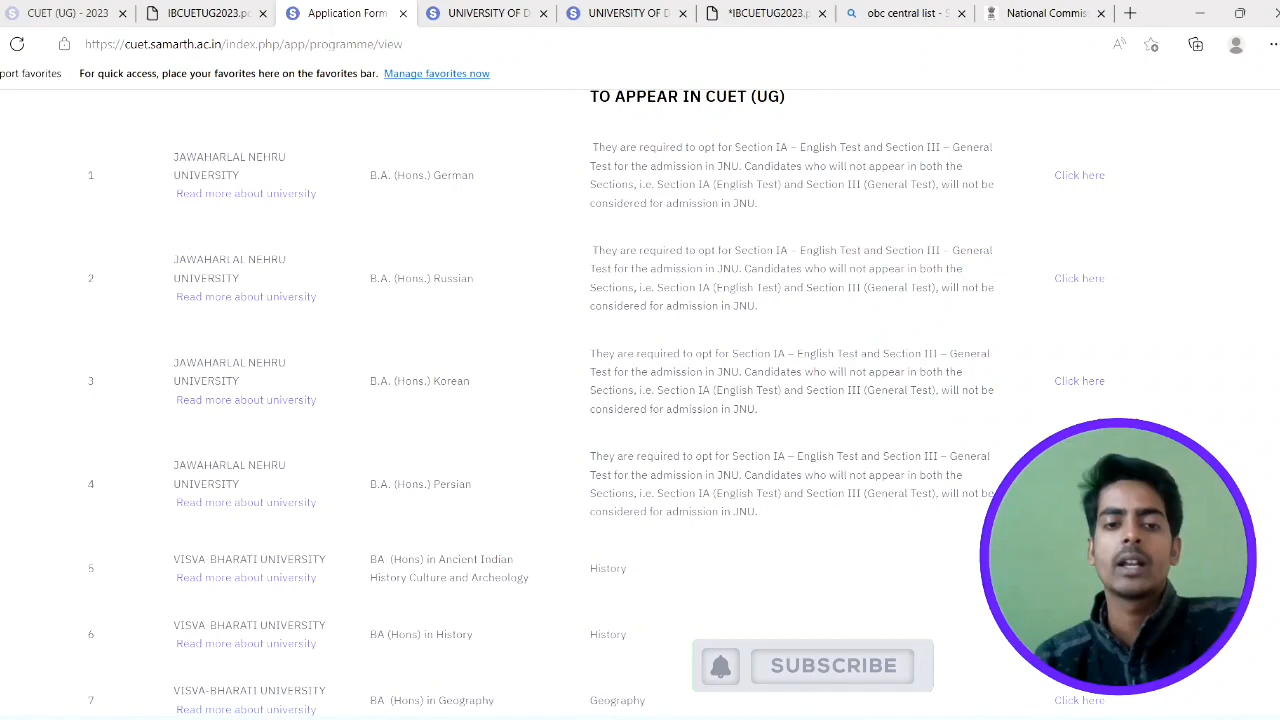 CUET (UG) - 2023
IBCUETUG2023.pc
Application Form
UNIVERSITY OF D
UNIVERSITY OF D
*IBCUETUG2023.p
obc central list - S
National Commis
https://cuet.samarth.ac.in/index.php/app/programme/view
port favorites
For quick access, place your favorites here on the favorites bar. Manage favorites now
TO APPEAR IN CUET (UG)
1
JAWAHARLAL NEHRU
UNIVERSITY
Read more about university
B.A. (Hons.) German
They are required to opt for Section IA – English Test and Section III – General
Test for the admission in JNU. Candidates who will not appear in both the
Sections, i.e. Section IA (English Test) and Section III (General Test), will not be
considered for admission in JNU.
Click here
2
JAWAHARLAL NEHRU
UNIVERSITY
Read more about university
B.A. (Hons.) Russian
They are required to opt for Section IA – English Test and Section III – General
Test for the admission in JNU. Candidates who will not appear in both the
Sections, i.e. Section IA (English Test) and Section III (General Test), will not be
considered for admission in JNU.
Click here
3
JAWAHARLAL NEHRU
UNIVERSITY
Read more about university
B.A. (Hons.) Korean
They are required to opt for Section IA – English Test and Section III – General
Test for the admission in JNU. Candidates who will not appear in both the
Sections, i.e. Section IA (English Test) and Section III (General Test), will not be
considered for admission in JNU.
Click here
4
JAWAHARLAL NEHRU
UNIVERSITY
Read more about university
B.A. (Hons.) Persian
They are required to opt for Section IA – English Test and Section III – General
Test for the admission in JNU. Candidates who will not appear in both the
Sections, i.e. Section IA (English Test) and Section III (General Test), will not be
considered for admission in JNU.
5
VISVA-BHARATI UNIVERSITY
Read more about university
BA (Hons) in Ancient Indian
History Culture and Archeology
History
6
VISVA-BHARATI UNIVERSITY
Read more about university
BA (Hons) in History
History
SUBSCRIBE
7
VISVA-BHARATI UNIVERSITY
Read more about university
BA (Hons) in Geography
Geography
Click here